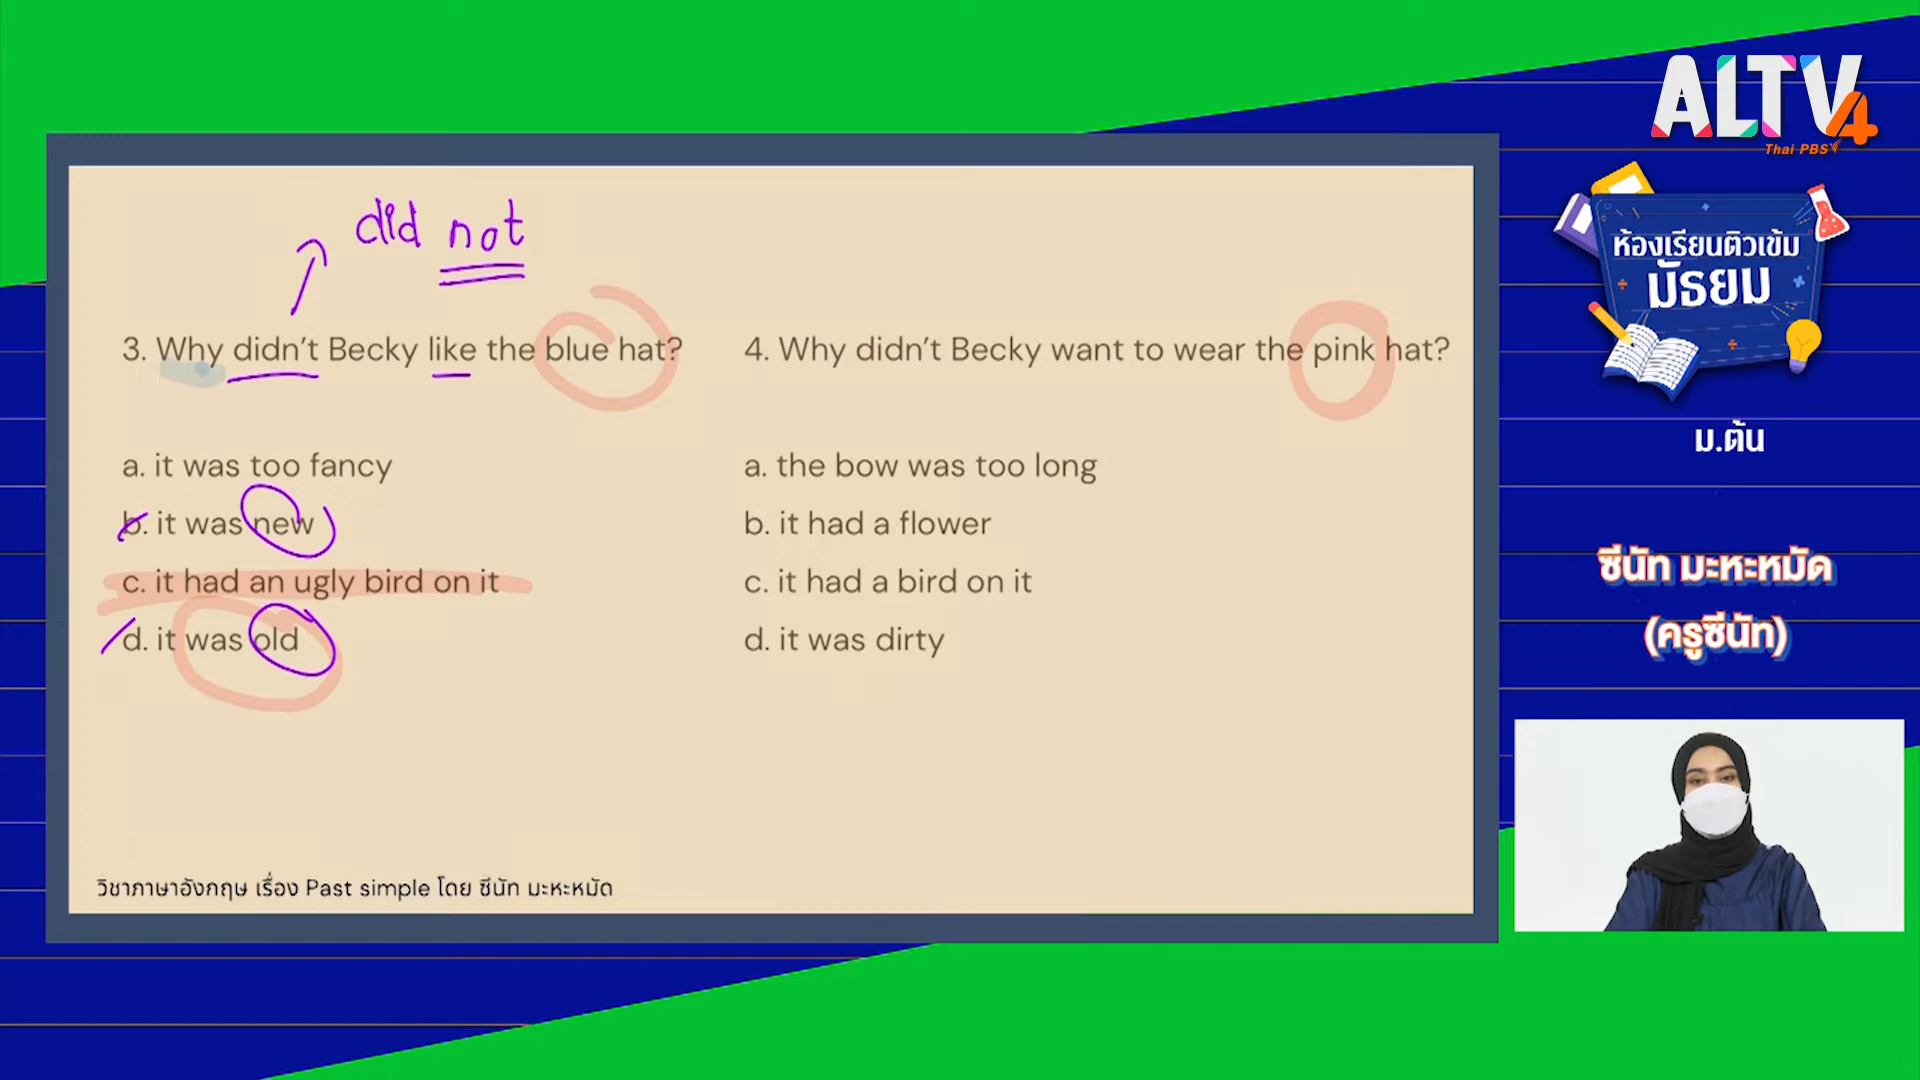 ALTV4
Thai PBS
ห้องเรียนติวเข้ม
มัธยม
ม.ต้น
ซีนัท มะหะหมัด
(ครูซีนัท)
did not
3. Why didn't Becky like the blue hat?
a. it was too fancy
b. it was new
c. it had an ugly bird on it
d. it was old
4. Why didn't Becky want to wear the pink hat?
a. the bow was too long
b. it had a flower
c. it had a bird on it
d. it was dirty
วิชาภาษาอังกฤษ เรื่อง Past simple โดย ซีนัท มะหะหมัด